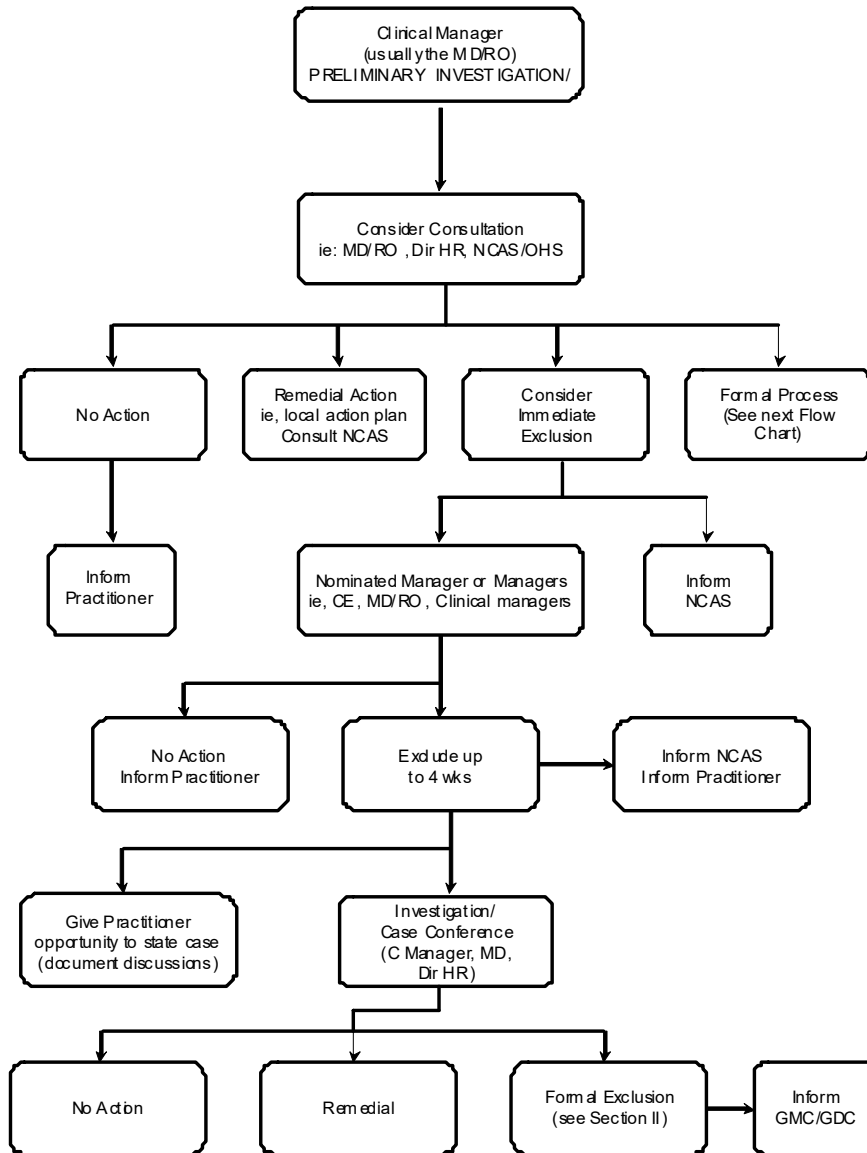 Clinical Manager
(usually the MD/RO)
PRELIMINARY INVESTIGATION/
Consider Consultation
ie: MD/RO , Dir HR, NCAS/OHS
No Action
Remedial Action
ie, local action plan
Consult NCAS
Consider
Immediate
Exclusion
Formal Process
(See next Flow
Chart)
Inform
Practitioner
Nominated Manager or Managers
ie, CE, MD/RO , Clinical managers
Inform
NCAS
No Action
Inform Practitioner
Exclude up
to 4 wks
Inform NCAS
Inform Practitioner
Give Practitioner
opportunity to state case
(document discussions)
Investigation/
Case Conference
(C Manager, MD,
Dir HR)
No Action
Remedial
Formal Exclusion
(see Section II)
Inform
GMC/GDC